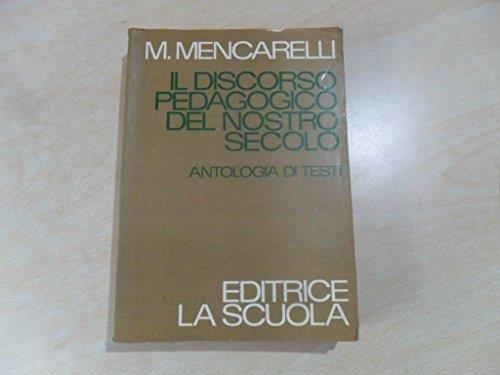 M. MENCARELLI
IL DISCORSO
PEDAGOGICO
DEL NOSTRO
SECOLO
ANTOLOGIA DI TESTI
EDITRICE
LA SCUOLA